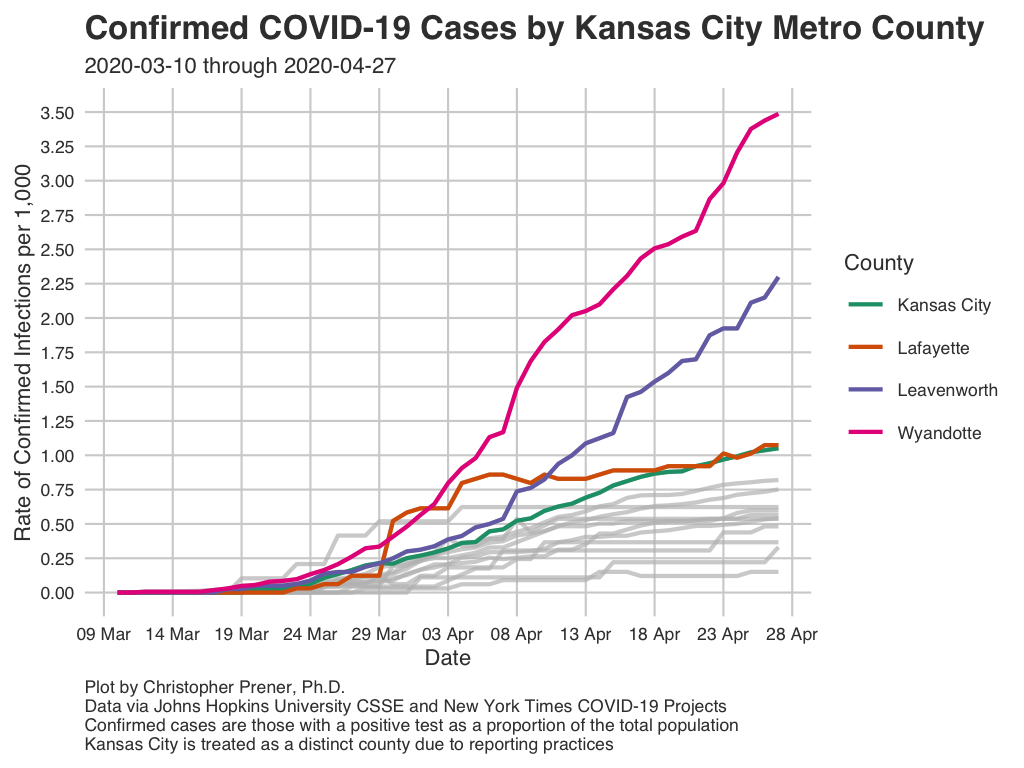 Confirmed COVID-19 Cases by Kansas City Metro County
2020-03-10 through 2020-04-27
Rate of Confirmed Infections per 1,000
3.50
3.25
3.00
2.75
2.50
2.25
2.00
1.75
1.50
1.25
1.00
0.75
0.50
0.25
0.00
09 Mar 14 Mar 19 Mar 24 Mar 29 Mar 03 Apr 08 Apr 13 Apr 18 Apr 23 Apr 28 Apr
Date
County
Kansas City
Lafayette
Leavenworth
Wyandotte
Plot by Christopher Prener, Ph.D.
Data via Johns Hopkins University CSSE and New York Times COVID-19 Projects
Confirmed cases are those with a positive test as a proportion of the total population
Kansas City is treated as a distinct county due to reporting practices